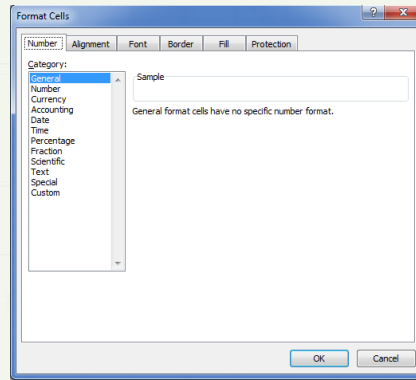 Format Cells
?
Number Alignment Font Border Fill Protection
Category:
General
Number
Currency
Accounting
Date
Time
Percentage
Fraction
Scientific
Text
Special
Custom
Sample
General format cells have no specific number format.
OK Cancel